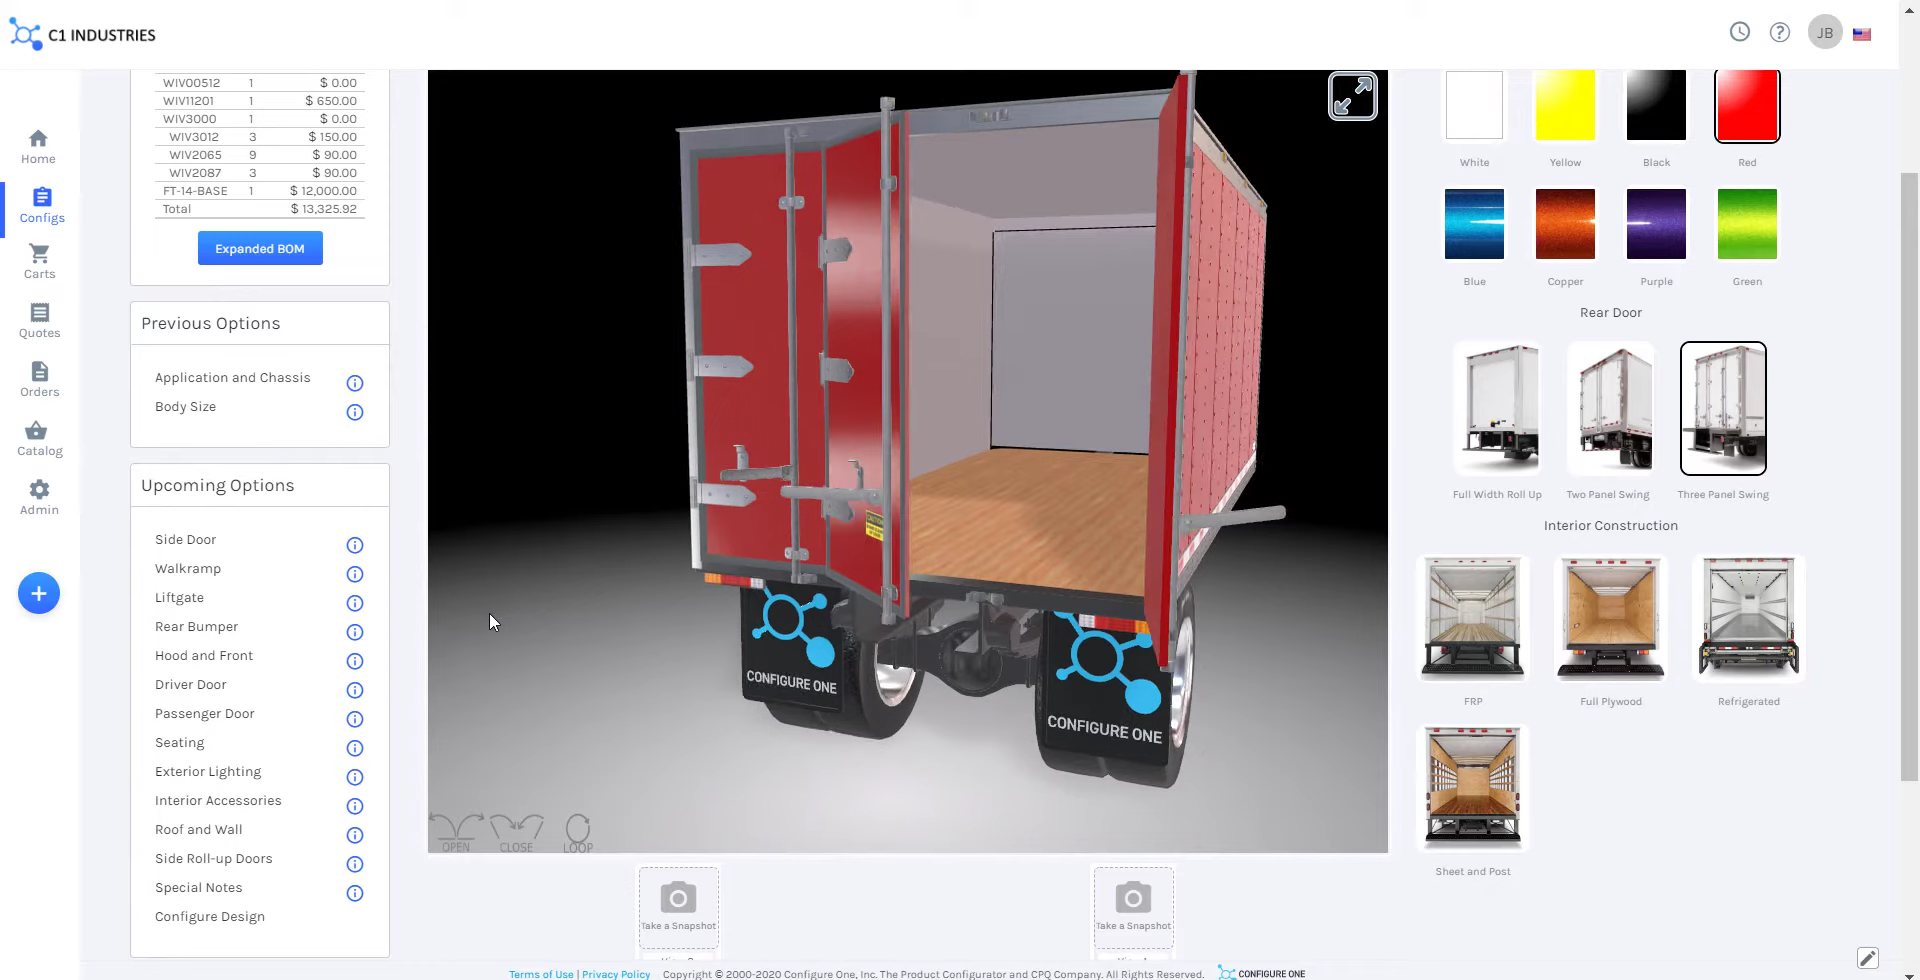 C1 INDUSTRIES
JB
Home
Configs
Carts
Quotes
Orders
Catalog
Admin
WIV00512 1 $ 0.00
WIV11201 1 $ 650.00
WIV3000 1 $ 0.00
WIV3012 3 $ 150.00
WIV2065 9 $ 90.00
WIV2087 3 $ 90.00
FT-14-BASE 1 $ 12,000.00
Total $ 13,325.92
Expanded BOM
Previous Options
Application and Chassis
Body Size
Upcoming Options
Side Door
Walkramp
Liftgate
Rear Bumper
Hood and Front
Driver Door
Passenger Door
Seating
Exterior Lighting
Interior Accessories
Roof and Wall
Side Roll-up Doors
Special Notes
Configure Design
CAUTION
CONFIGURE ONE
CONFIGURE ONE
OPEN CLOSE LOOP
Take a Snapshot
Take a Snapshot
White Yellow Black Red
Blue Copper Purple Green
Rear Door
Full Width Roll Up Two Panel Swing Three Panel Swing
Interior Construction
FRP Full Plywood Refrigerated
Sheet and Post
Terms of Use | Privacy Policy Copyright © 2000-2020 Configure One, Inc. The Product Configurator and CPQ Company. All Rights Reserved. CONFIGURE ONE